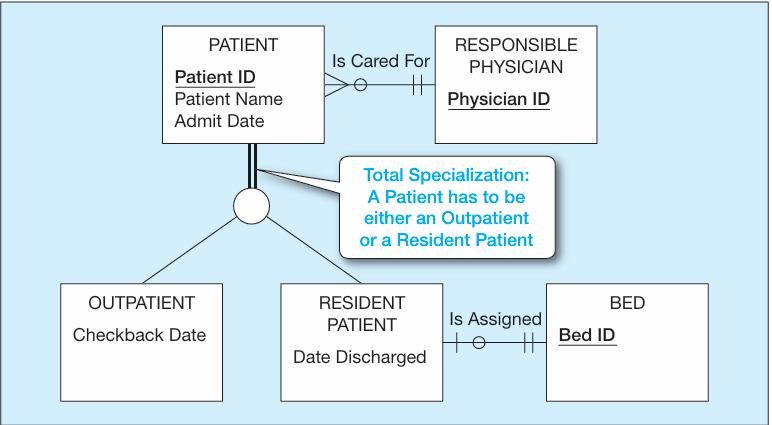 PATIENT
Patient ID
Patient Name
Admit Date
Is Cared For
RESPONSIBLE
PHYSICIAN
Physician ID
Total Specialization:
A Patient has to be
either an Outpatient
or a Resident Patient
OUTPATIENT
Checkback Date
RESIDENT
PATIENT
Date Discharged
Is Assigned
BED
Bed ID